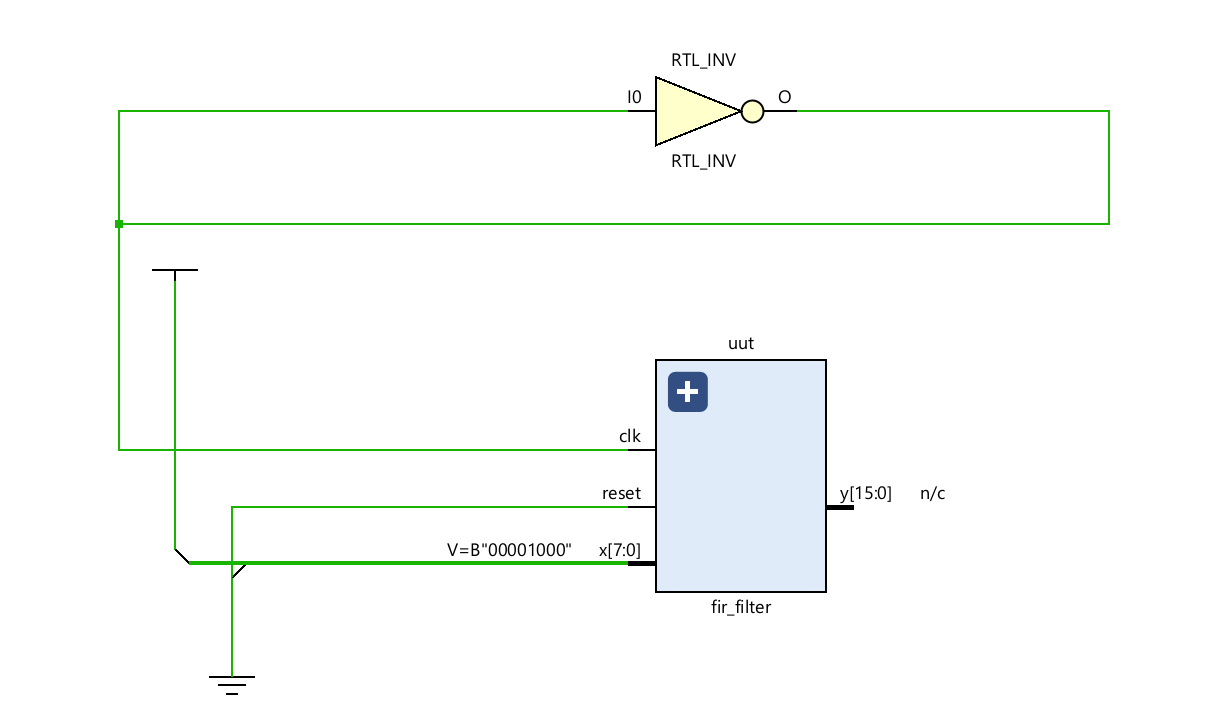 RTL_INV
I0
O
RTL_INV
uut
clk
reset
y[15:0] n/c
V=B"00001000" x[7:0]
fir_filter